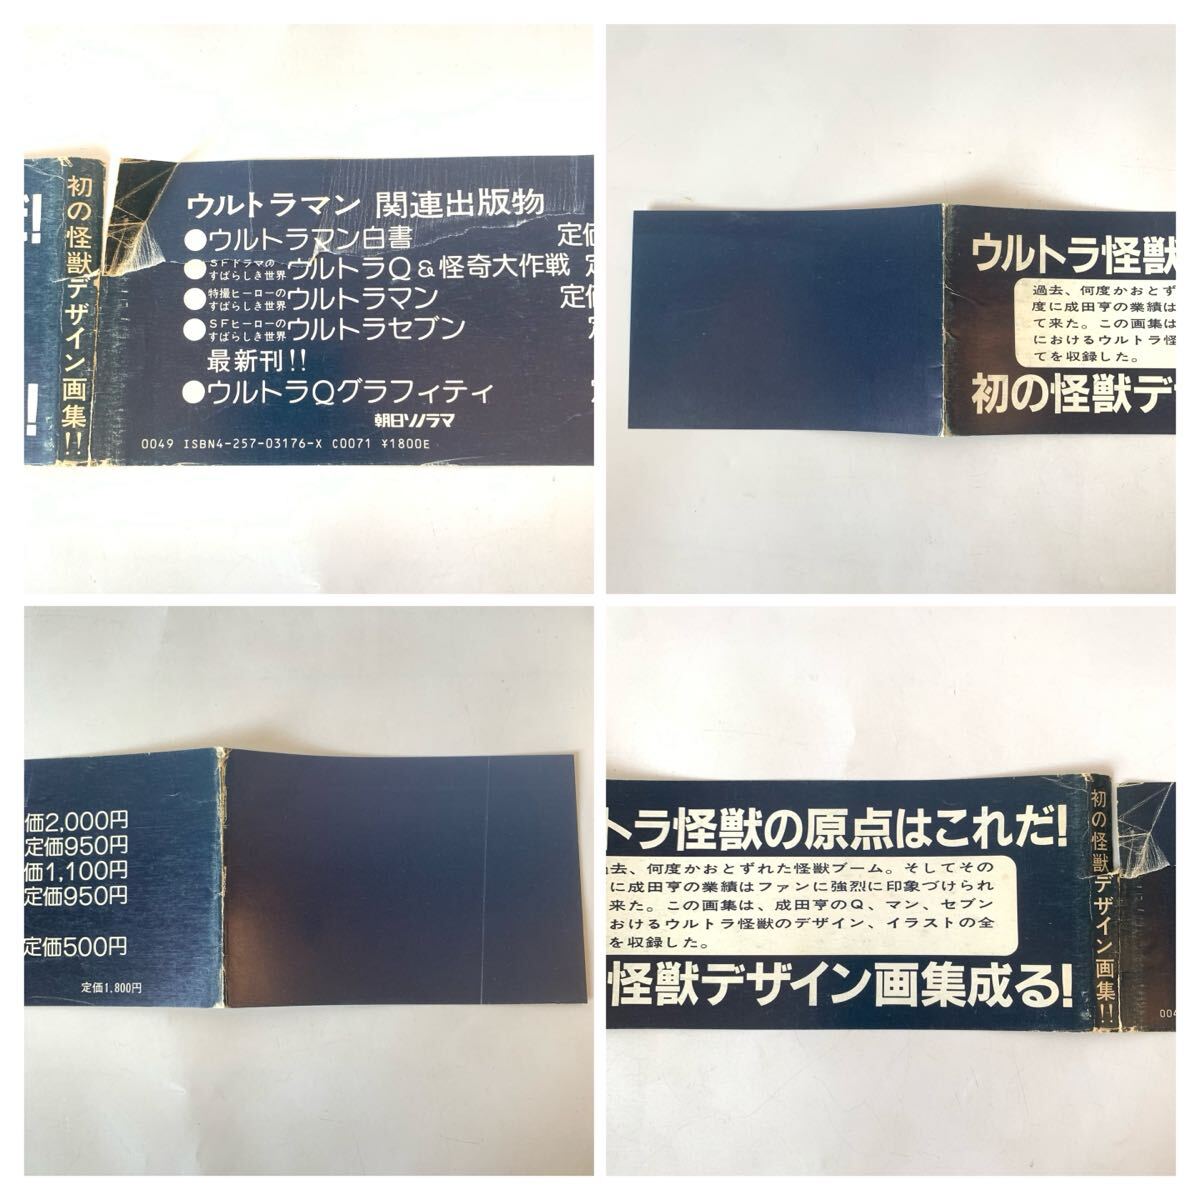 ず!
!
初の怪獣デザイン画集!!
ウルトラマン 関連出版物
●ウルトラマン白書 定価
●SFドラマのすばらしき世界 ウルトラQ&怪奇大作戦 定
●特撮ヒーローのすばらしき世界 ウルトラマン 定価
●SFヒーローのすばらしき世界 ウルトラセブン 定
最新刊!!
●ウルトラQグラフィティ 定
朝日ソノラマ
0049 ISBN4-257-03176-X C0071 ¥1800E
ウルトラ怪獣
過去、何度かおとず
度に成田亨の業績は
て来た。この画集は
におけるウルトラ怪
てを収録した。
初の怪獣デザ
価2,000円
定価950円
価1,100円
定価950円
定価500円
定価1,800円
トラ怪獣の原点はこれだ!
去、何度かおとずれた怪獣ブーム。そしてその
に成田亨の業績はファンに強烈に印象づけられ
来た。この画集は、成田亨のQ、マン、セブン
おけるウルトラ怪獣のデザイン、イラストの全
を収録した。
怪獣デザイン画集成る!
初の怪獣デザイン画集!!
004